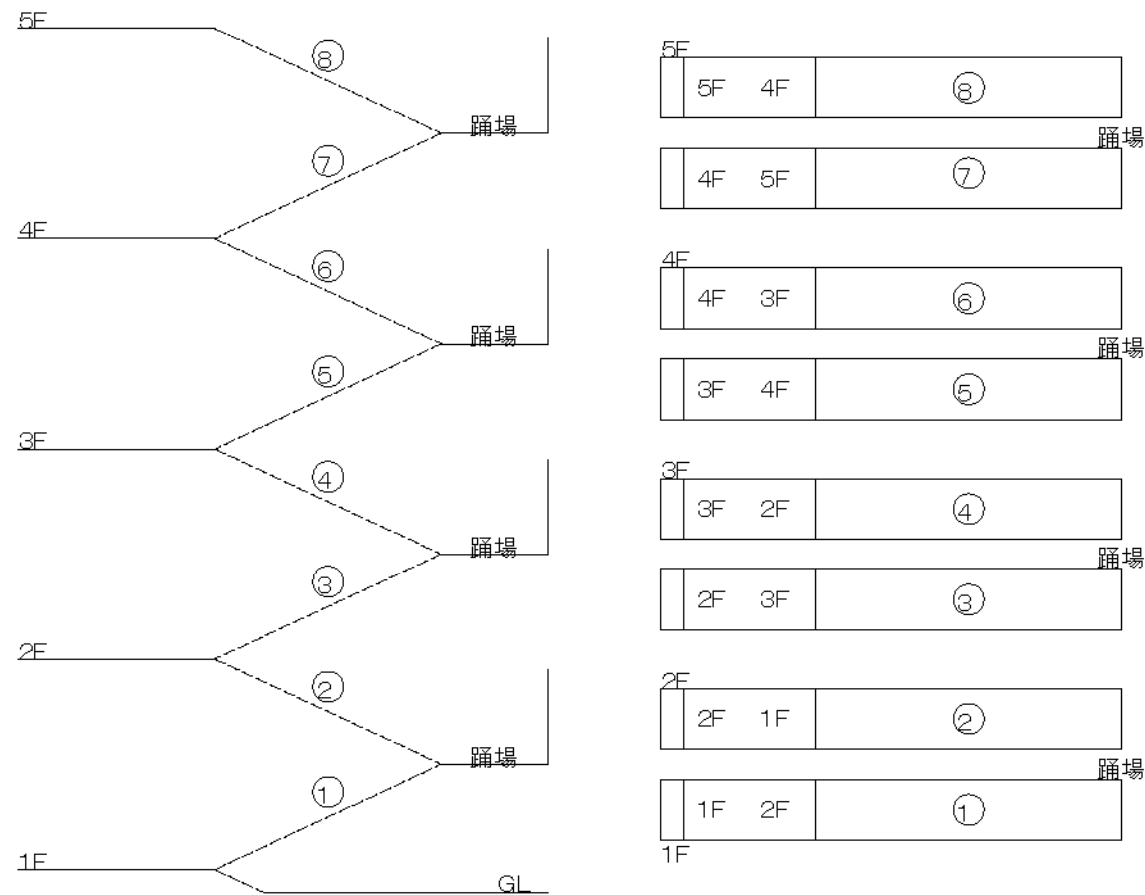 5F
⑧
踊場
⑦
4F
⑥
踊場
⑤
3F
④
踊場
③
2F
②
踊場
①
1F
GL
5F
5F 4F ⑧
踊場
4F 5F ⑦
4F
4F 3F ⑥
踊場
3F 4F ⑤
3F
3F 2F ④
踊場
2F 3F ③
2F
2F 1F ②
踊場
1F 2F ①
1F